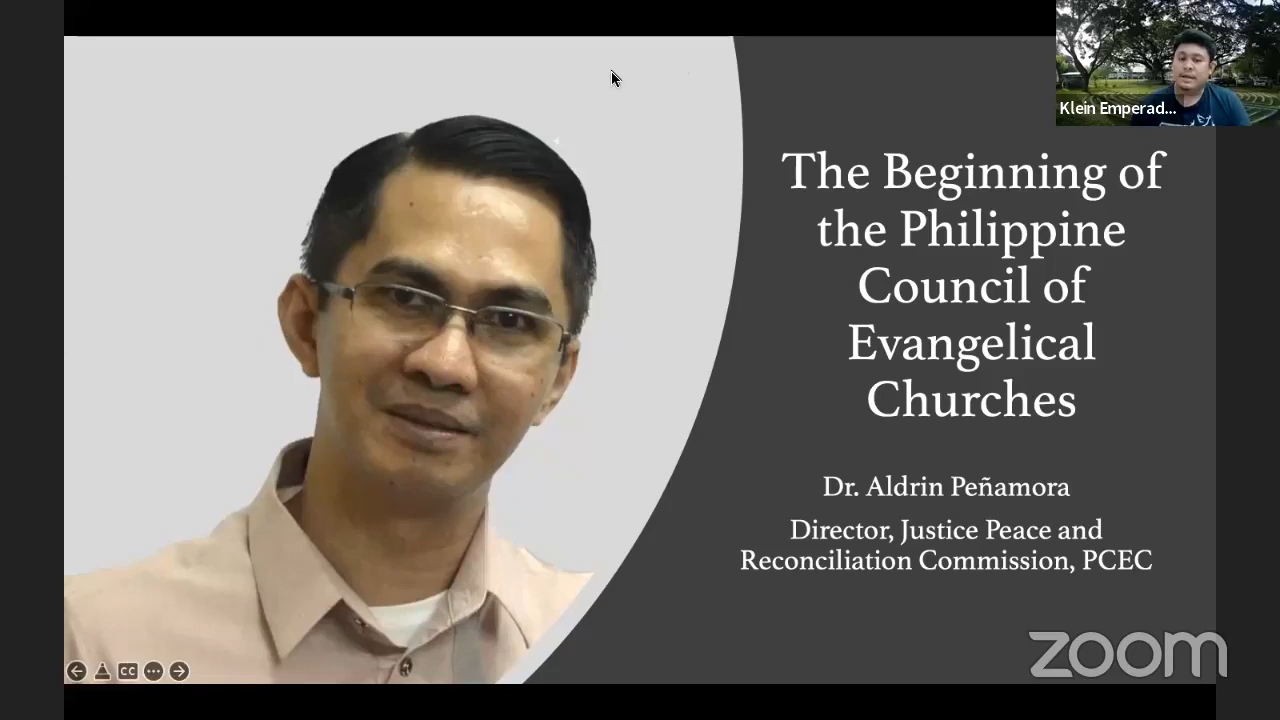 Klein Emperad...
The Beginning of
the Philippine
Council of
Evangelical
Churches
Dr. Aldrin Peñamora
Director, Justice Peace and
Reconciliation Commission, PCEC
CC
zoom